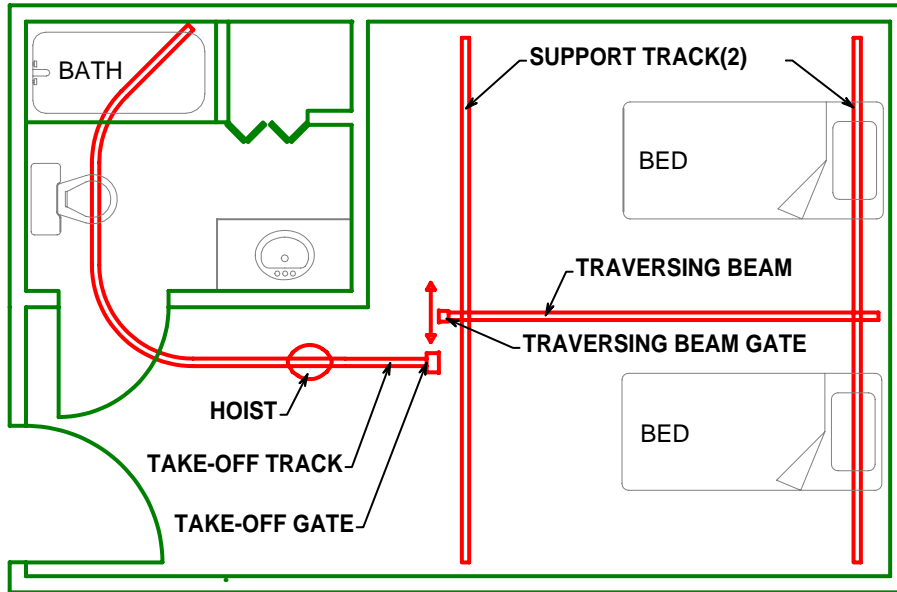 BATH
SUPPORT TRACK(2)
BED
TRAVERSING BEAM
TRAVERSING BEAM GATE
HOIST
BED
TAKE-OFF TRACK
TAKE-OFF GATE